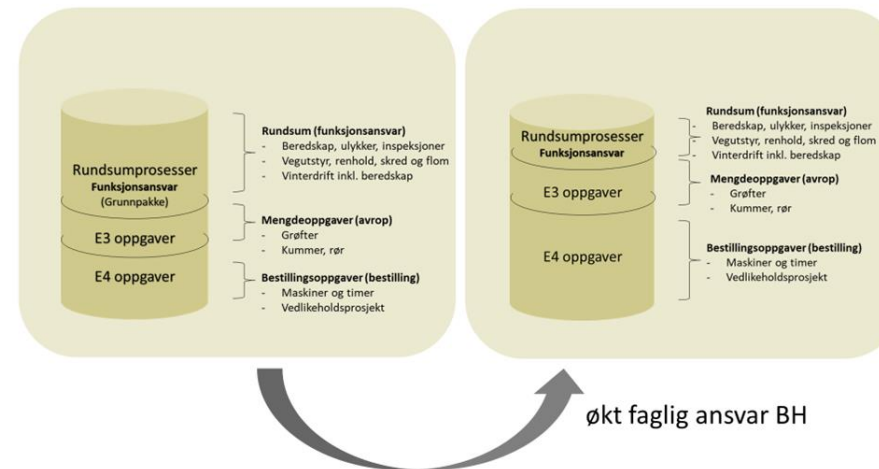 Rundsumprosesser
Funksjonsansvar
(Grunnpakke)
E3 oppgaver
E4 oppgaver
Rundsum (funksjonsansvar)
- Beredskap, ulykker, inspeksjoner
- Vegutstyr, renhold, skred og flom
- Vinterdrift inkl. beredskap
Mengdeoppgaver (avrop)
- Grøfter
- Kummer, rør
Bestillingsoppgaver (bestilling)
- Maskiner og timer
- Vedlikeholdsprosjekt
Rundsumprosesser
Funksjonsansvar
E3 oppgaver
E4 oppgaver
Rundsum (funksjonsansvar)
- Beredskap, ulykker, inspeksjoner
- Vegutstyr, renhold, skred og flom
- Vinterdrift inkl. beredskap
Mengdeoppgaver (avrop)
- Grøfter
- Kummer, rør
Bestillingsoppgaver (bestilling)
- Maskiner og timer
- Vedlikeholdsprosjekt
økt faglig ansvar BH